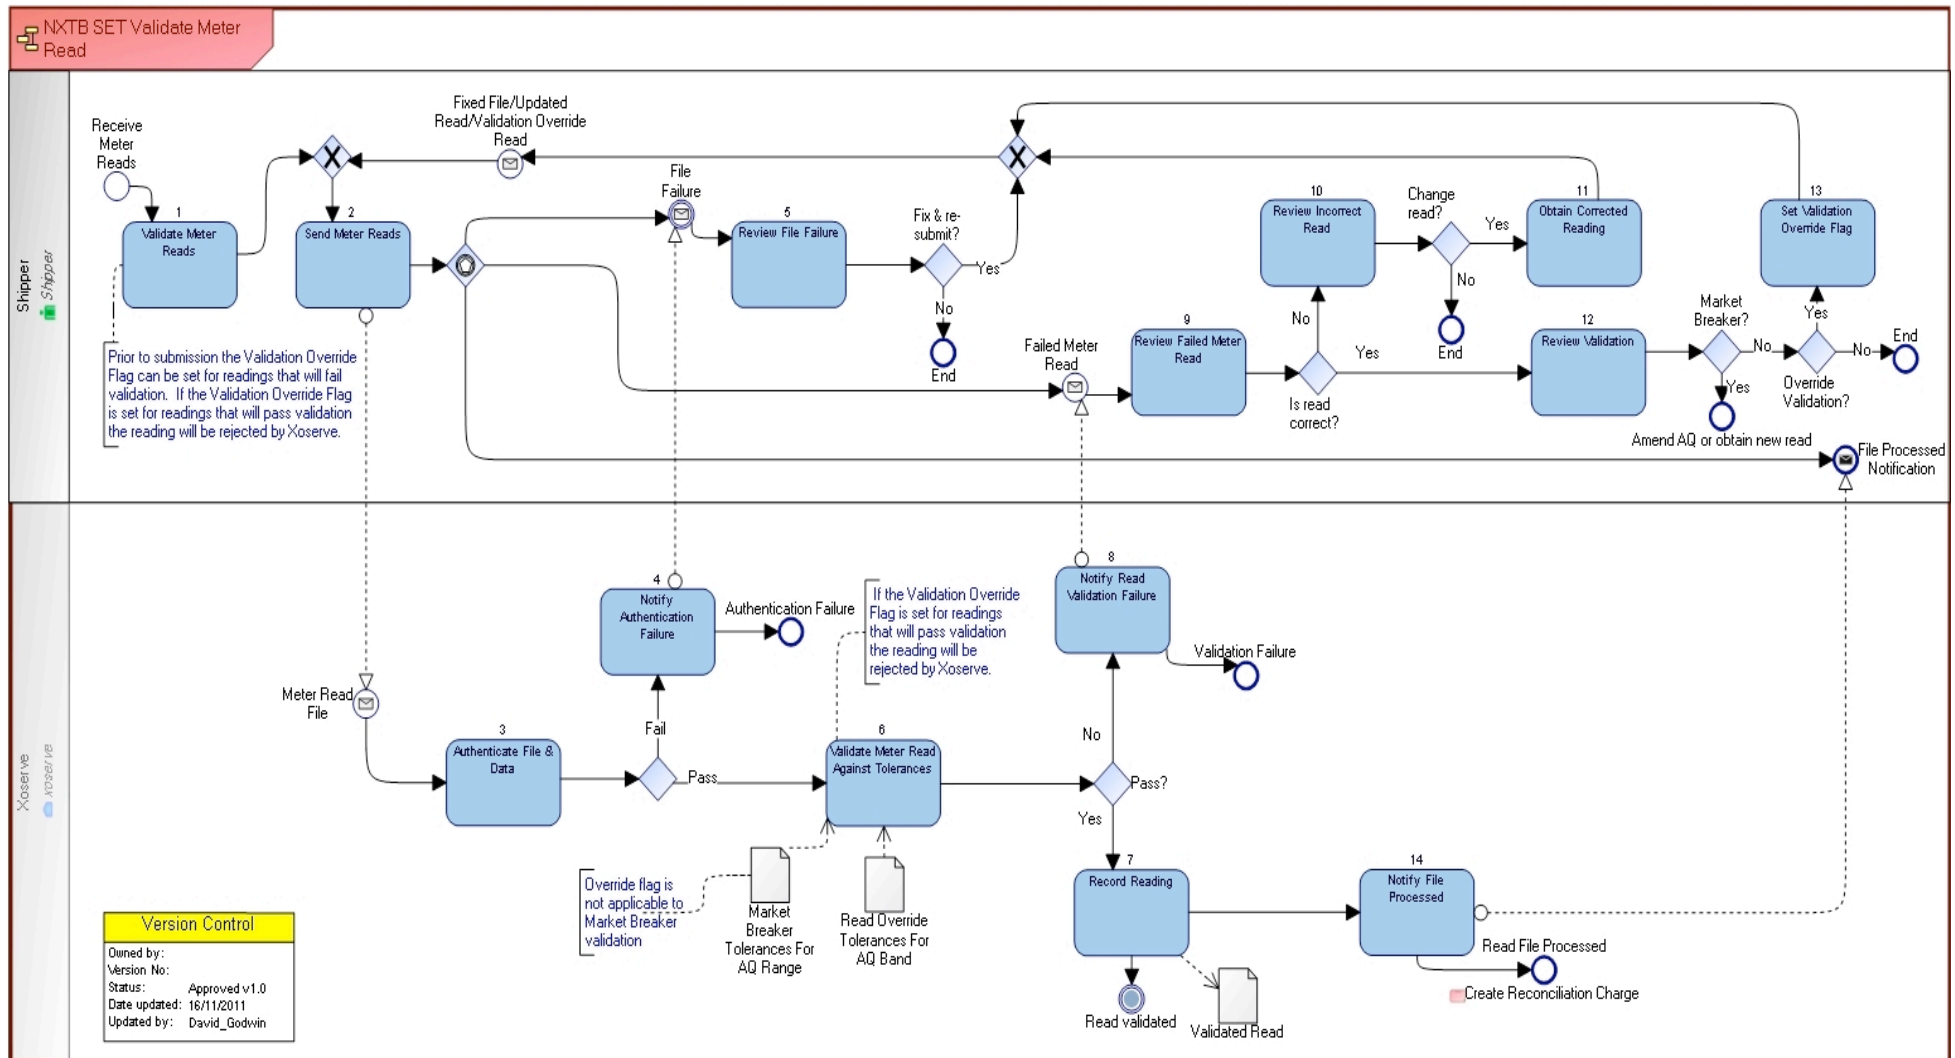 NXTB SET Validate Meter
Read
Shipper
Shipper
Receive
Meter
Reads
Fixed File/Updated
Read/Validation Override
Read
1
Validate Meter
Reads
2
Send Meter Reads
File
Failure
5
Review File Failure
Fix & re-
submit?
Yes
No
End
Prior to submission the Validation Override
Flag can be set for readings that will fail
validation. If the Validation Override Flag
is set for readings that will pass validation
the reading will be rejected by Xoserve.
Failed Meter
Read
9
Review Failed Meter
Read
Is read
correct?
No
Yes
10
Review Incorrect
Read
Change
read?
Yes
No
End
11
Obtain Corrected
Reading
12
Review Validation
Market
Breaker?
No
Yes
Amend AQ or obtain new read
13
Set Validation
Override Flag
Yes
Override
Validation?
No
End
File Processed
Notification
Xoserve
xoserve
Meter Read
File
3
Authenticate File &
Data
Fail
Pass
4
Notify
Authentication
Failure
Authentication Failure
If the Validation Override
Flag is set for readings
that will pass validation
the reading will be
rejected by Xoserve.
6
Validate Meter Read
Against Tolerances
Override flag is
not applicable to
Market Breaker
validation
Market
Breaker
Tolerances For
AQ Range
Read Override
Tolerances For
AQ Band
Pass?
No
Yes
8
Notify Read
Validation Failure
Validation Failure
7
Record Reading
Read validated
Validated Read
14
Notify File
Processed
Read File Processed
Create Reconciliation Charge
Version Control
Owned by:
Version No:
Status: Approved v1.0
Date updated: 16/11/2011
Updated by: David_Godwin